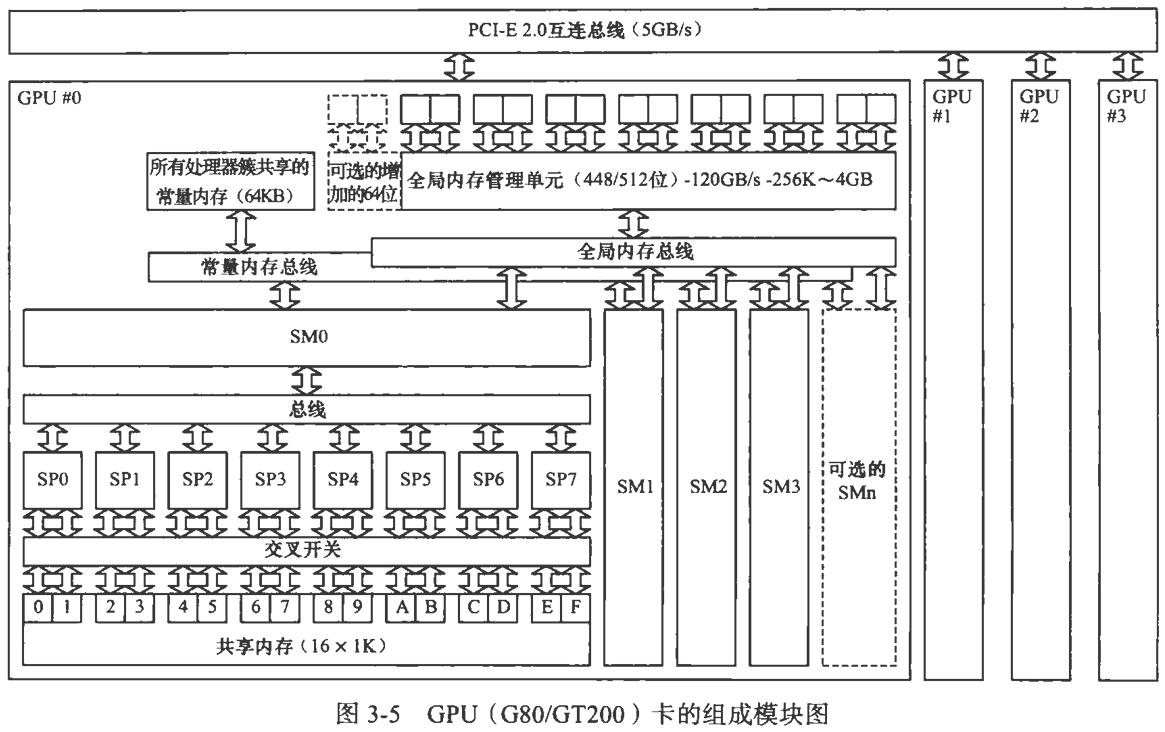 PCI-E 2.0互连总线（5GB/s）
GPU #0
GPU
#1
GPU
#2
GPU
#3
所有处理器簇共享的
常量内存（64KB）
可选的增
加的64位
全局内存管理单元（448/512位）-120GB/s -256K～4GB
全局内存总线
常量内存总线
SM0
总线
SP0 SP1 SP2 SP3 SP4 SP5 SP6 SP7
SM1 SM2 SM3
可选的
SMn
交叉开关
0 1 2 3 4 5 6 7 8 9 A B C D E F
共享内存（16×1K）
图 3-5 GPU（G80/GT200）卡的组成模块图